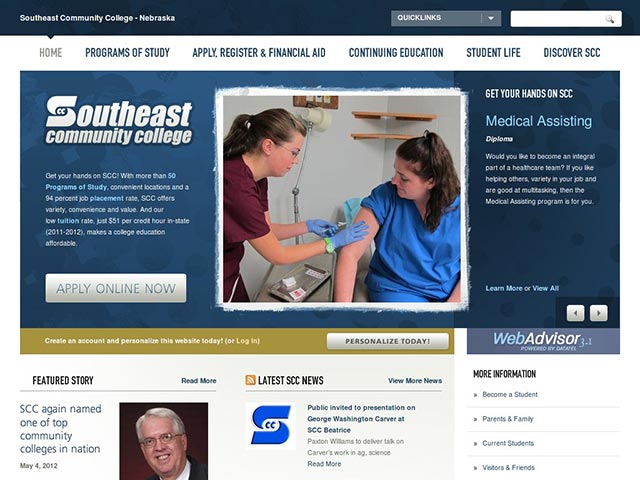 Southeast Community College - Nebraska
QUICKLINKS
HOME
PROGRAMS OF STUDY
APPLY, REGISTER & FINANCIAL AID
CONTINUING EDUCATION
STUDENT LIFE
DISCOVER SCC
SCC
Southeast
community college
Get your hands on SCC! With more than 50
Programs of Study, convenient locations and a
94 percent job placement rate, SCC offers
variety, convenience and value. And our
low tuition rate, just $51 per credit hour in-state
(2011-2012), makes a college education
affordable.
APPLY ONLINE NOW
GET YOUR HANDS ON SCC
Medical Assisting
Diploma
Would you like to become an integral
part of a healthcare team? If you like
helping others, variety in your job and
are good at multitasking, then the
Medical Assisting program is for you.
Learn More or View All
Create an account and personalize this website today! (or Log In)
PERSONALIZE TODAY!
WebAdvisor 3.1
POWERED BY DATATEL
FEATURED STORY
Read More
SCC again named
one of top
community
colleges in nation
May 4, 2012
LATEST SCC NEWS
View More News
SCC
Public invited to presentation on
George Washington Carver at
SCC Beatrice
Paxton Williams to deliver talk on
Carver's work in ag, science
Read More
MORE INFORMATION
» Become a Student
» Parents & Family
» Current Students
» Visitors & Friends